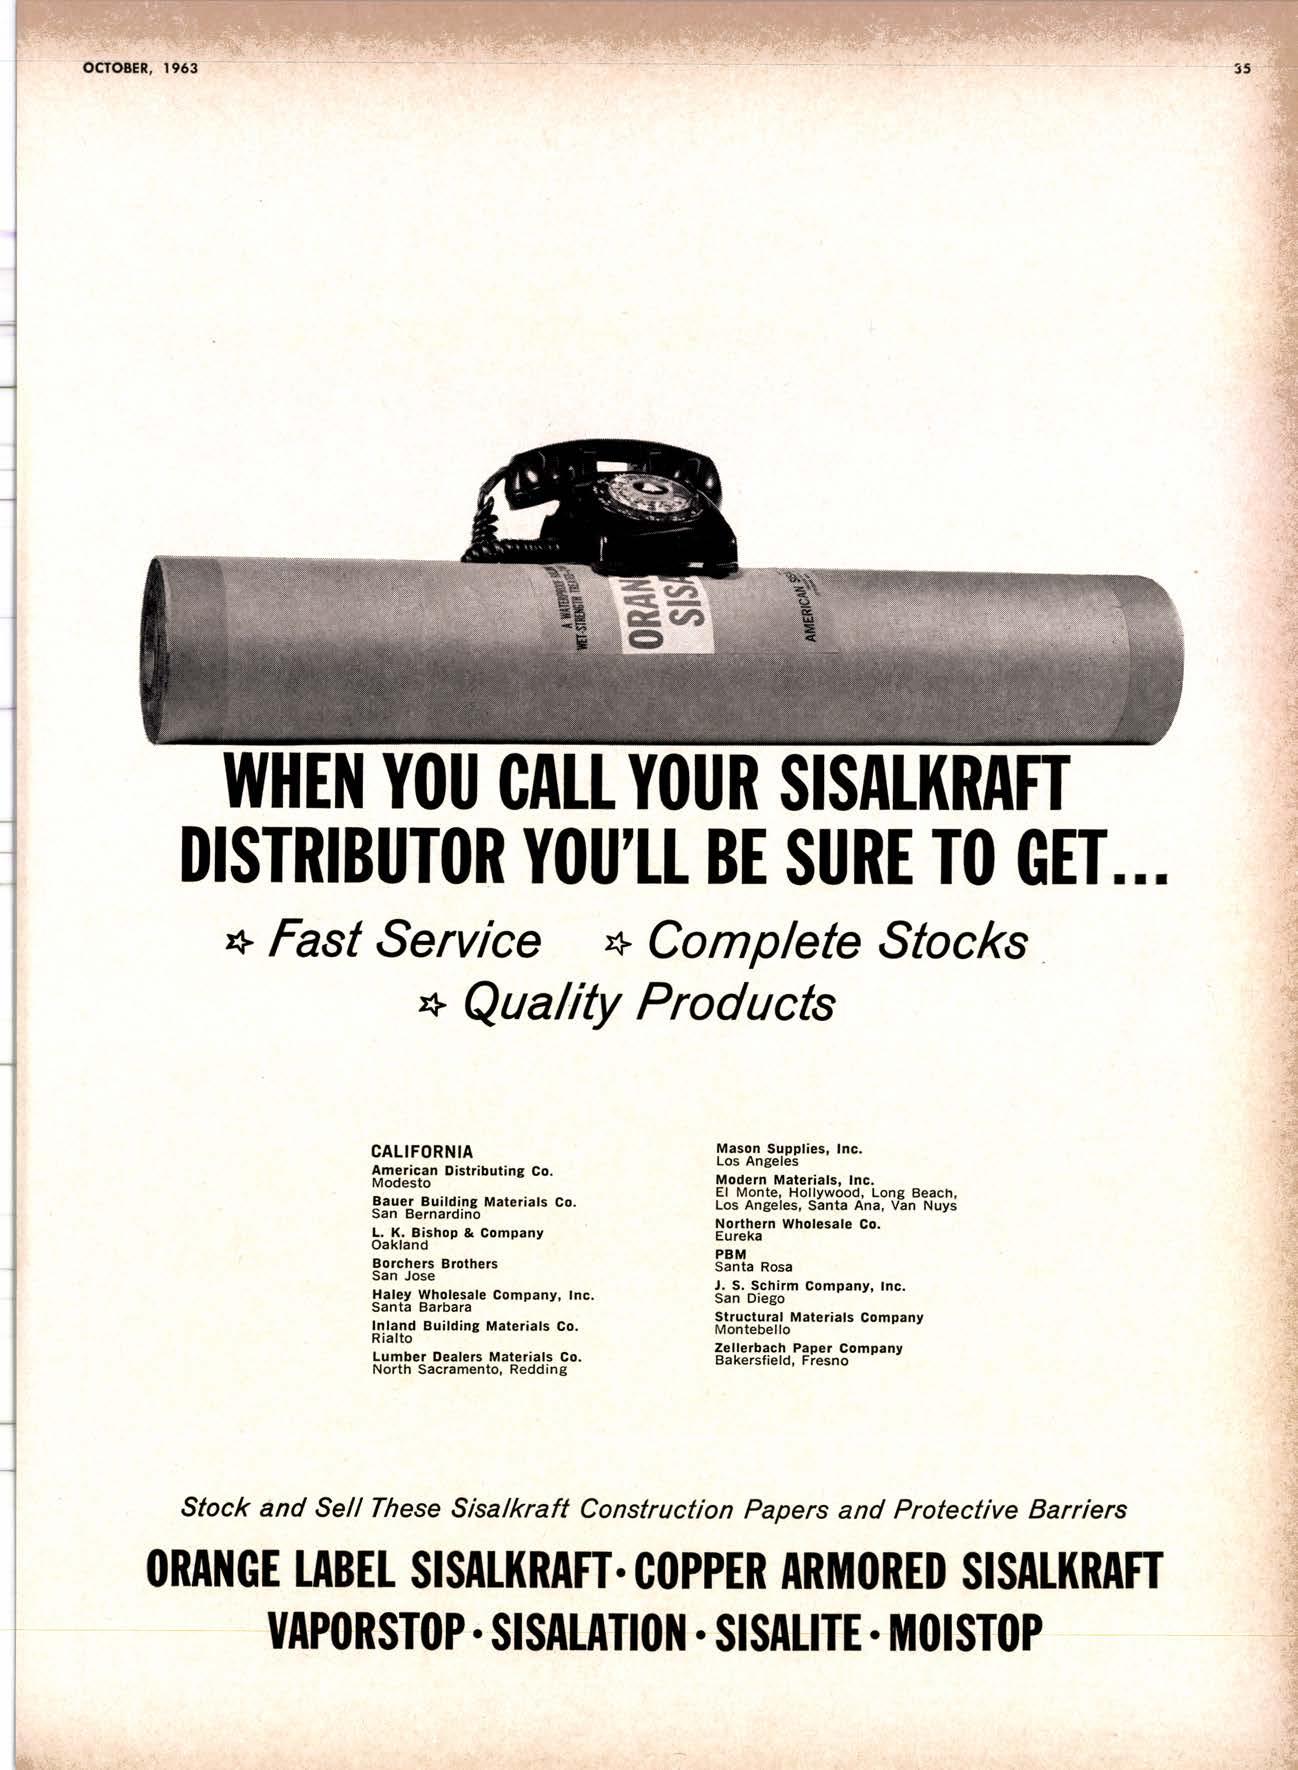 OCTOBER, 1963
35
A WATERPROOF
WET-STRENGTH
ORAN
SISA
AMERICAN
WHEN YOU CALL YOUR SISALKRAFT
DISTRIBUTOR YOU'LL BE SURE TO GET...
Fast Service Complete Stocks
Quality Products
CALIFORNIA
American Distributing Co.
Modesto
Bauer Building Materials Co.
San Bernardino
L. K. Bishop & Company
Oakland
Borchers Brothers
San Jose
Haley Wholesale Company, Inc.
Santa Barbara
Inland Building Materials Co.
Rialto
Lumber Dealers Materials Co.
North Sacramento, Redding
Mason Supplies, Inc.
Los Angeles
Modern Materials, Inc.
El Monte, Hollywood, Long Beach,
Los Angeles, Santa Ana, Van Nuys
Northern Wholesale Co.
Eureka
PBM
Santa Rosa
J. S. Schirm Company, Inc.
San Diego
Structural Materials Company
Montebello
Zellerbach Paper Company
Bakersfield, Fresno
Stock and Sell These Sisalkraft Construction Papers and Protective Barriers
ORANGE LABEL SISALKRAFT · COPPER ARMORED SISALKRAFT
VAPORSTOP · SISALATION · SISALITE · MOISTOP